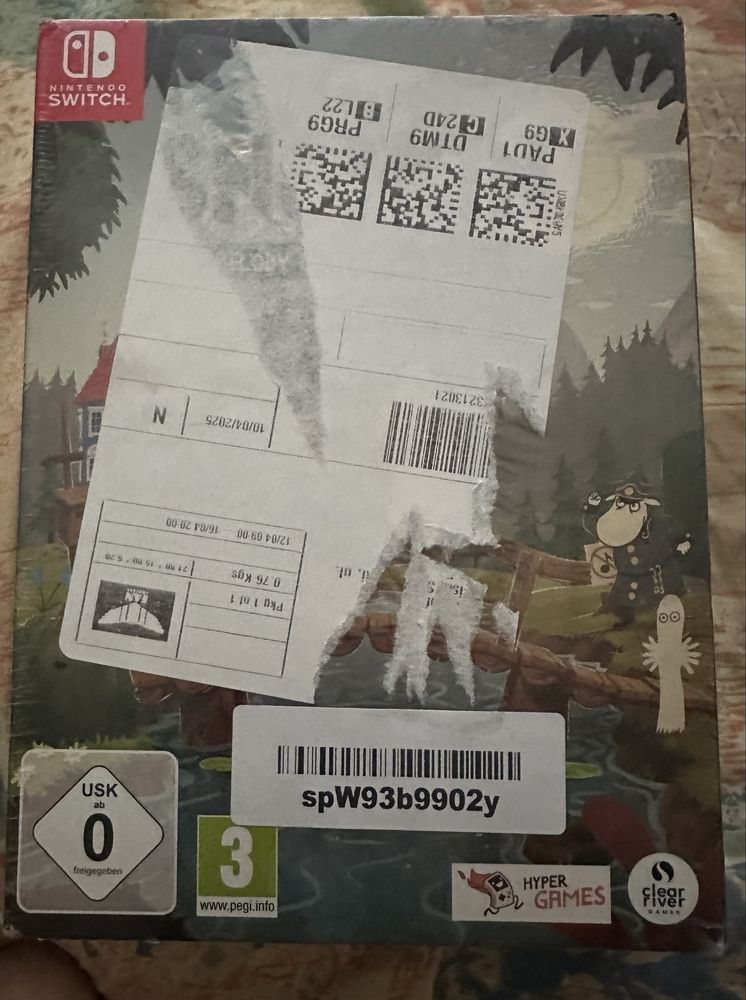 NINTENDO
SWITCH
B L22
PRG9
C 24D
DTM9
X G9
PAD1
3213021
10/04/2025
N
12/04 09-00 16/04 20-00
0.76 Kgs
Pkg 1 of 1
ul.
spW93b9902y
USK
ab
0
freigegeben
3
www.pegi.info
HYPER
GAMES
clear
river
GAMES